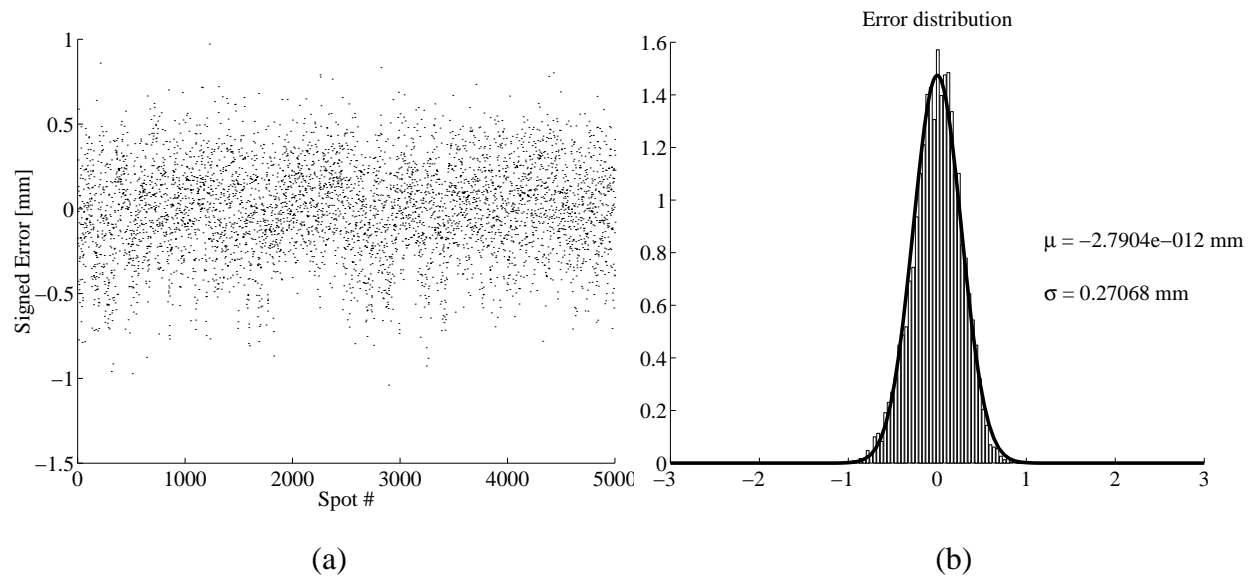 1
0.5
0
−0.5
−1
−1.5
Signed Error [mm]
0 1000 2000 3000 4000 5000
Spot #
(a)
Error distribution
1.6
1.4
1.2
1
0.8
0.6
0.4
0.2
0
−3 −2 −1 0 1 2 3
μ = −2.7904e−012 mm
σ = 0.27068 mm
(b)